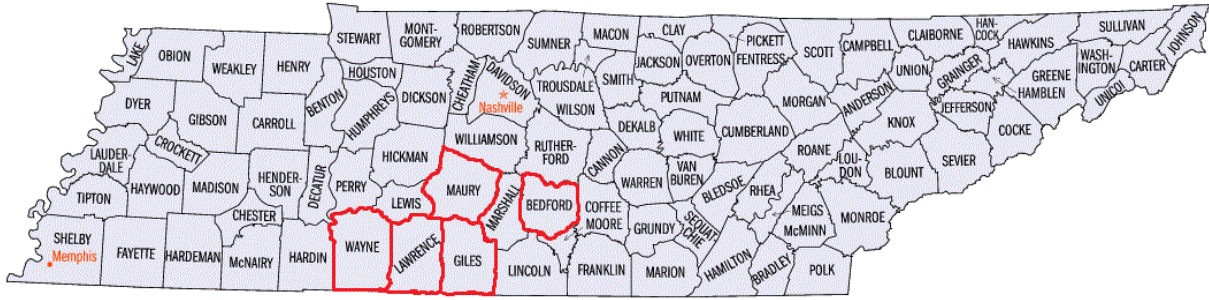 LAKE
OBION
WEAKLEY
HENRY
STEWART
MONT-
GOMERY
ROBERTSON
SUMNER
MACON
CLAY
PICKETT
FENTRESS
SCOTT
CAMPBELL
CLAIBORNE
HAN-
COCK
HAWKINS
SULLIVAN
JOHNSON
HOUSTON
CHEATHAM
DAVIDSON
Nashville
TROUSDALE
SMITH
JACKSON
OVERTON
UNION
GRAINGER
WASH-
INGTON
CARTER
GREENE
HAMBLEN
UNICOI
DYER
GIBSON
CARROLL
BENTON
HUMPHREYS
DICKSON
WILSON
PUTNAM
MORGAN
ANDERSON
KNOX
JEFFERSON
COCKE
CROCKETT
HICKMAN
WILLIAMSON
RUTHER-
FORD
CANNON
DEKALB
WHITE
CUMBERLAND
ROANE
LOU-
DON
BLOUNT
SEVIER
LAUDER-
DALE
TIPTON
HAYWOOD
MADISON
HENDER-
SON
DECATUR
PERRY
LEWIS
MAURY
MARSHALL
BEDFORD
COFFEE
MOORE
WARREN
VAN
BUREN
BLEDSOE
RHEA
MEIGS
McMINN
MONROE
CHESTER
SHELBY
Memphis
FAYETTE
HARDEMAN
McNAIRY
HARDIN
WAYNE
LAWRENCE
GILES
LINCOLN
FRANKLIN
GRUNDY
SEQUAT-
CHIE
MARION
HAMILTON
BRADLEY
POLK